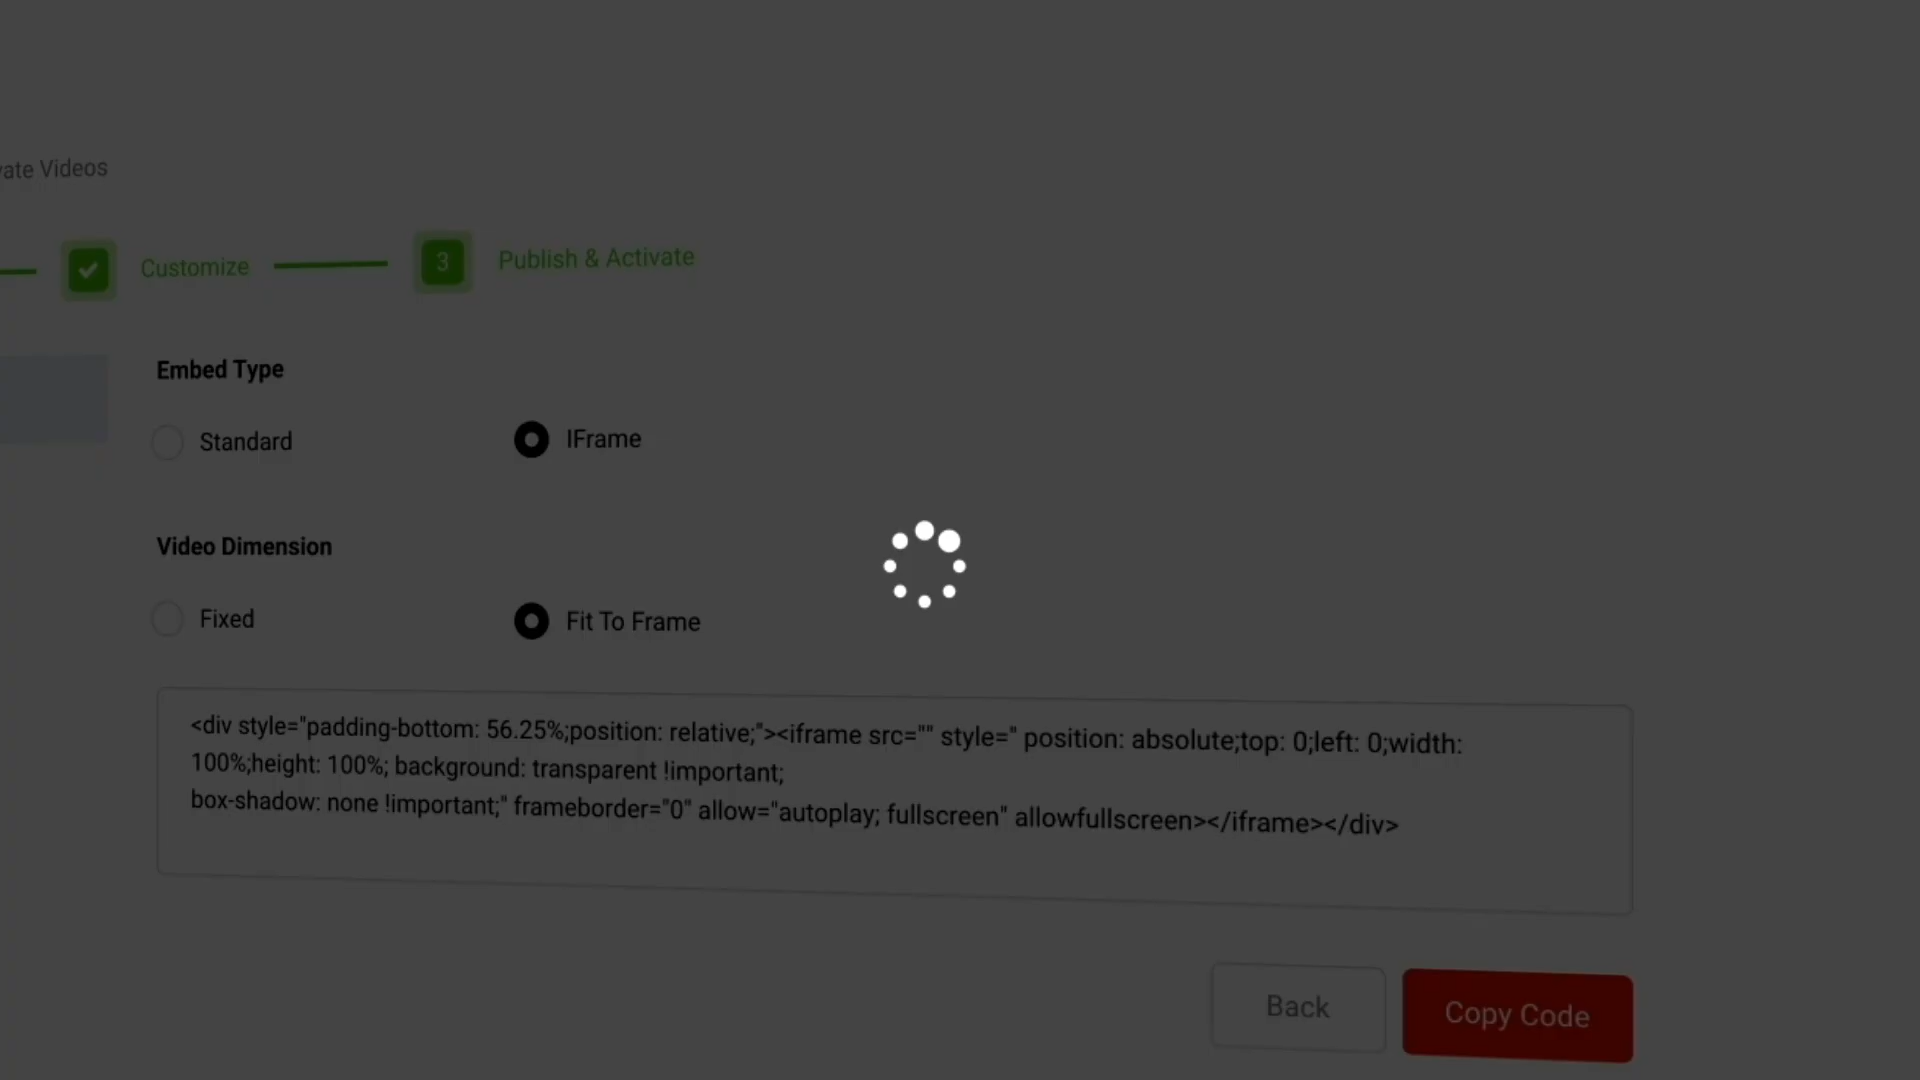 Videos
Customize
3
Publish & Activate
Embed Type
Standard
IFrame
Video Dimension
Fixed
Fit To Frame
<div style="padding-bottom: 56.25%;position: relative;"><iframe src="" style=" position: absolute;top: 0;left: 0;width:
100%;height: 100%; background: transparent !important;
box-shadow: none !important;" frameborder="0" allow="autoplay; fullscreen" allowfullscreen></iframe></div>
Back
Copy Code